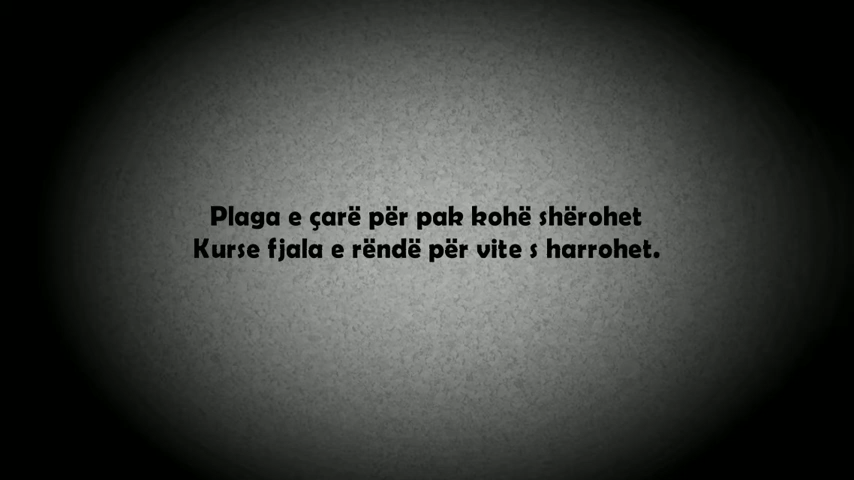 Plaga e çarë për pak kohë shërohet
Kurse fjala e rëndë për vite s harrohet.